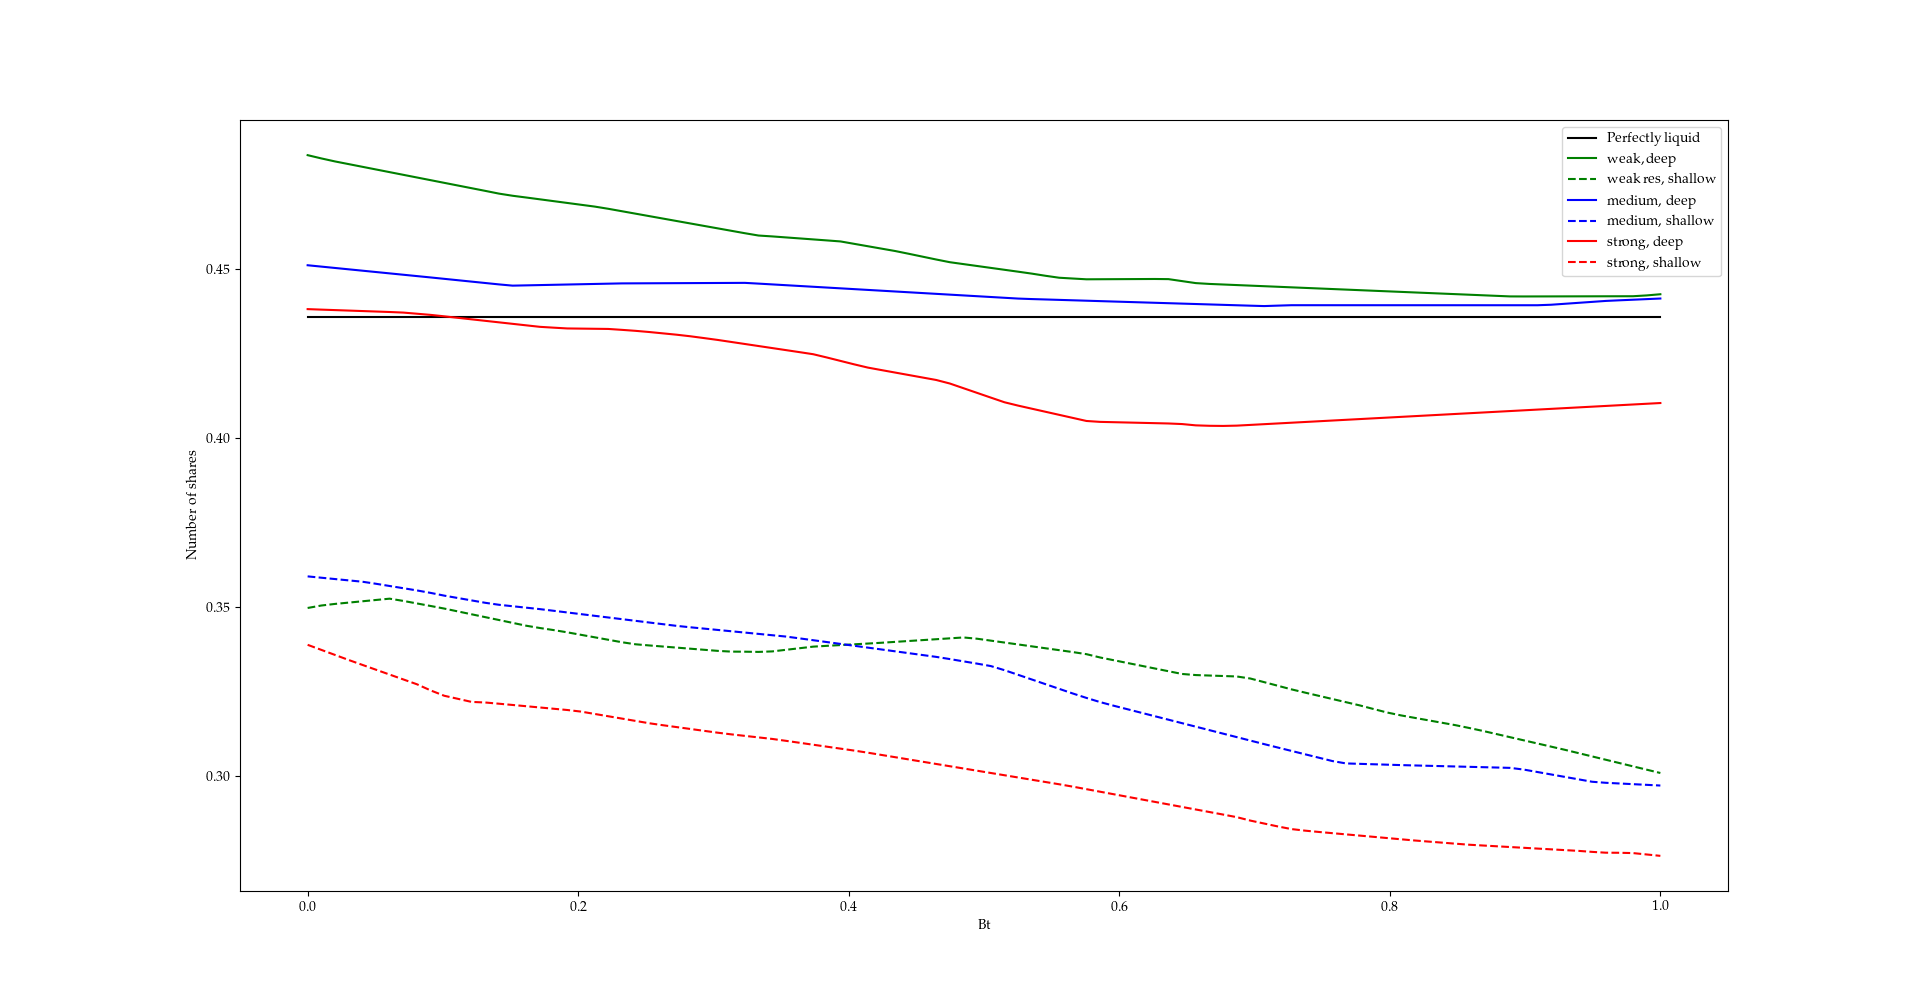 Perfectly liquid
weak, deep
weak res, shallow
medium, deep
medium, shallow
strong, deep
strong, shallow
0.45
0.40
0.35
0.30
Number of shares
0.0 0.2 0.4 0.6 0.8 1.0
Bt